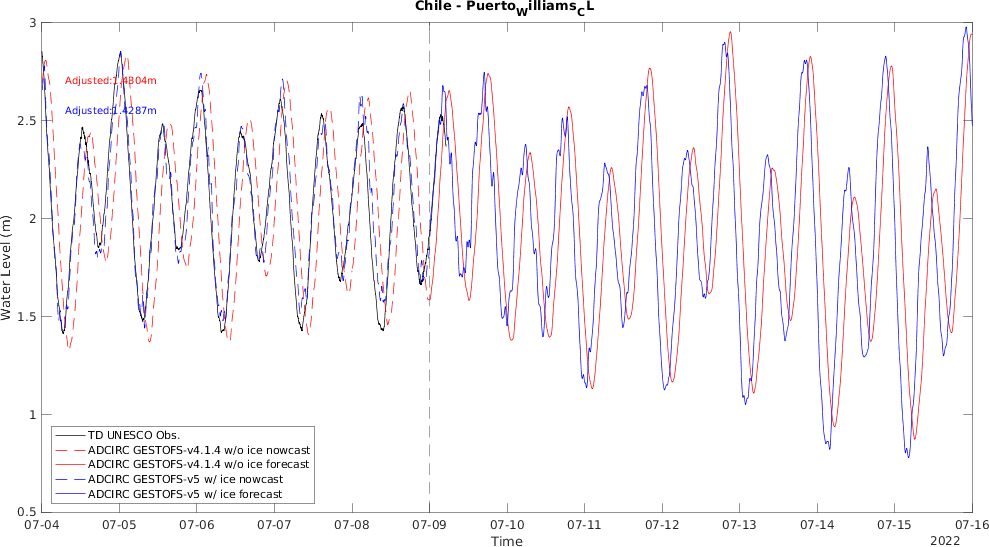 Chile - Puerto_Williams_CL
3
2.5
2
1.5
1
0.5
Water Level (m)
Adjusted:1.4304m
Adjusted:1.4287m
TD UNESCO Obs.
ADCIRC GESTOFS-v4.1.4 w/o ice nowcast
ADCIRC GESTOFS-v4.1.4 w/o ice forecast
ADCIRC GESTOFS-v5 w/ ice nowcast
ADCIRC GESTOFS-v5 w/ ice forecast
07-04 07-05 07-06 07-07 07-08 07-09 07-10 07-11 07-12 07-13 07-14 07-15 07-16
Time
2022